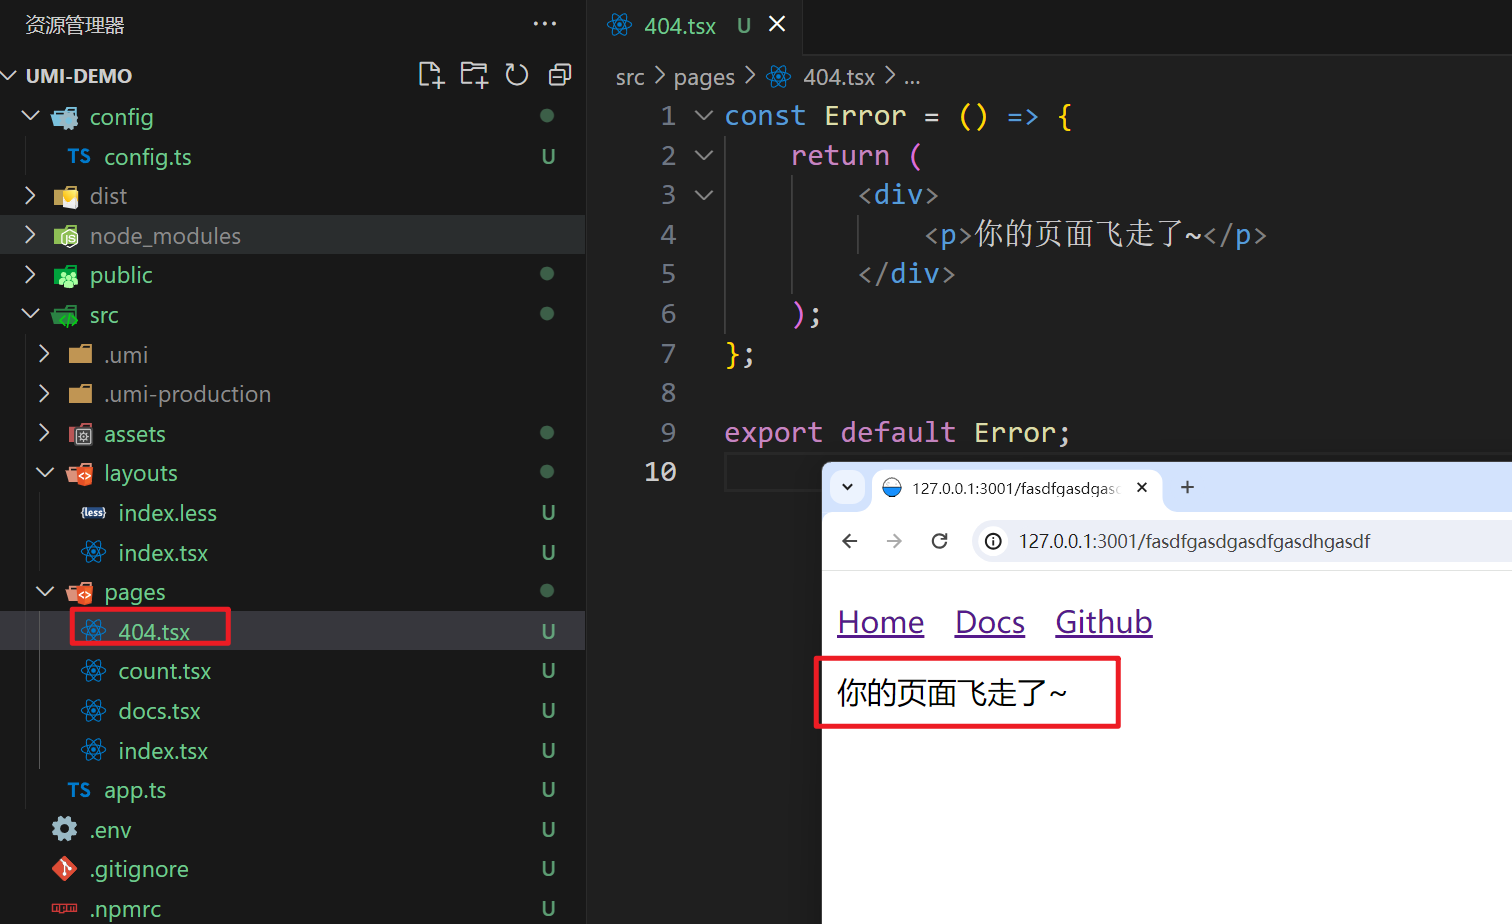 资源管理器
UMI-DEMO
config
TS config.ts U
dist
node_modules
public
src
.umi
.umi-production
assets
layouts
{less} index.less U
index.tsx U
pages
404.tsx U
count.tsx U
docs.tsx U
index.tsx U
TS app.ts U
.env U
.gitignore U
.npmrc U
404.tsx U
src > pages > 404.tsx > ...
1 const Error = () => {
2 return (
3 <div>
4 <p>你的页面飞走了~</p>
5 </div>
6 );
7 };
8
9 export default Error;
10
127.0.0.1:3001/fasdfgasdgas
127.0.0.1:3001/fasdfgasdgasdfgasdhgasdf
Home Docs Github
你的页面飞走了~